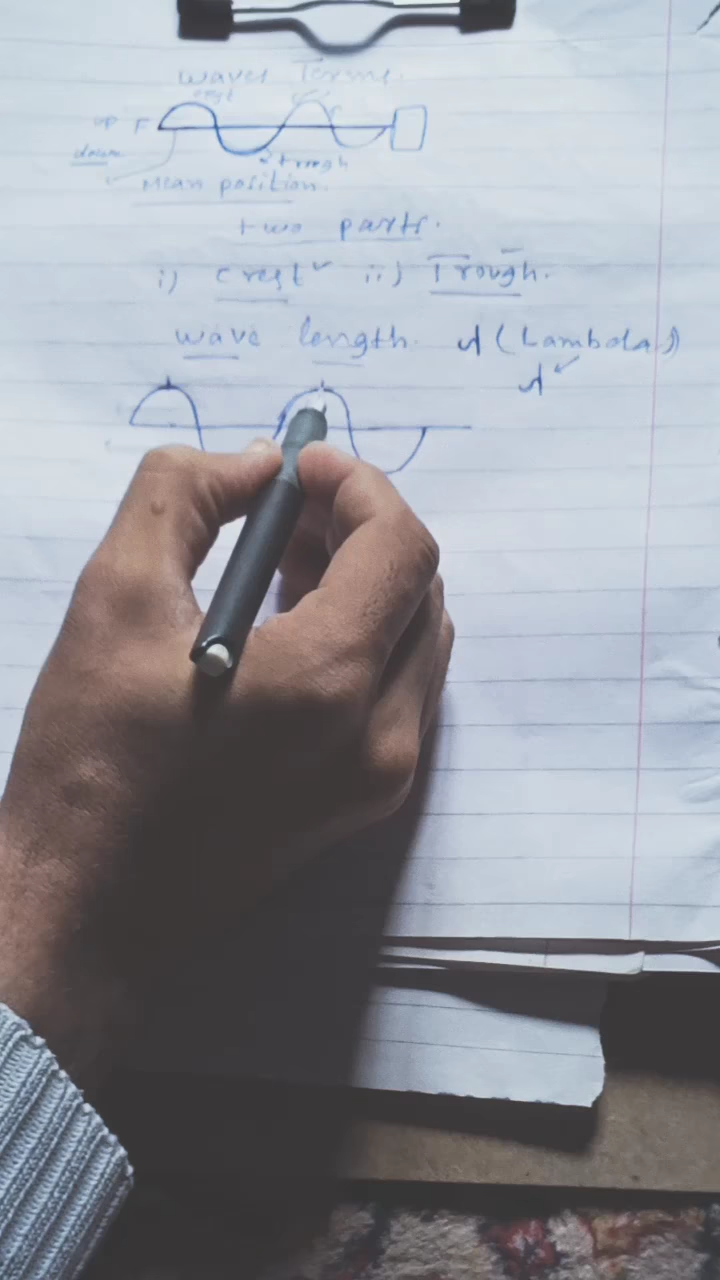 waves Terms.
crest
up F
down
trough
Mean position.
two parts.
i) crest ii) Trough.
wave length. λ (Lambda)
λ